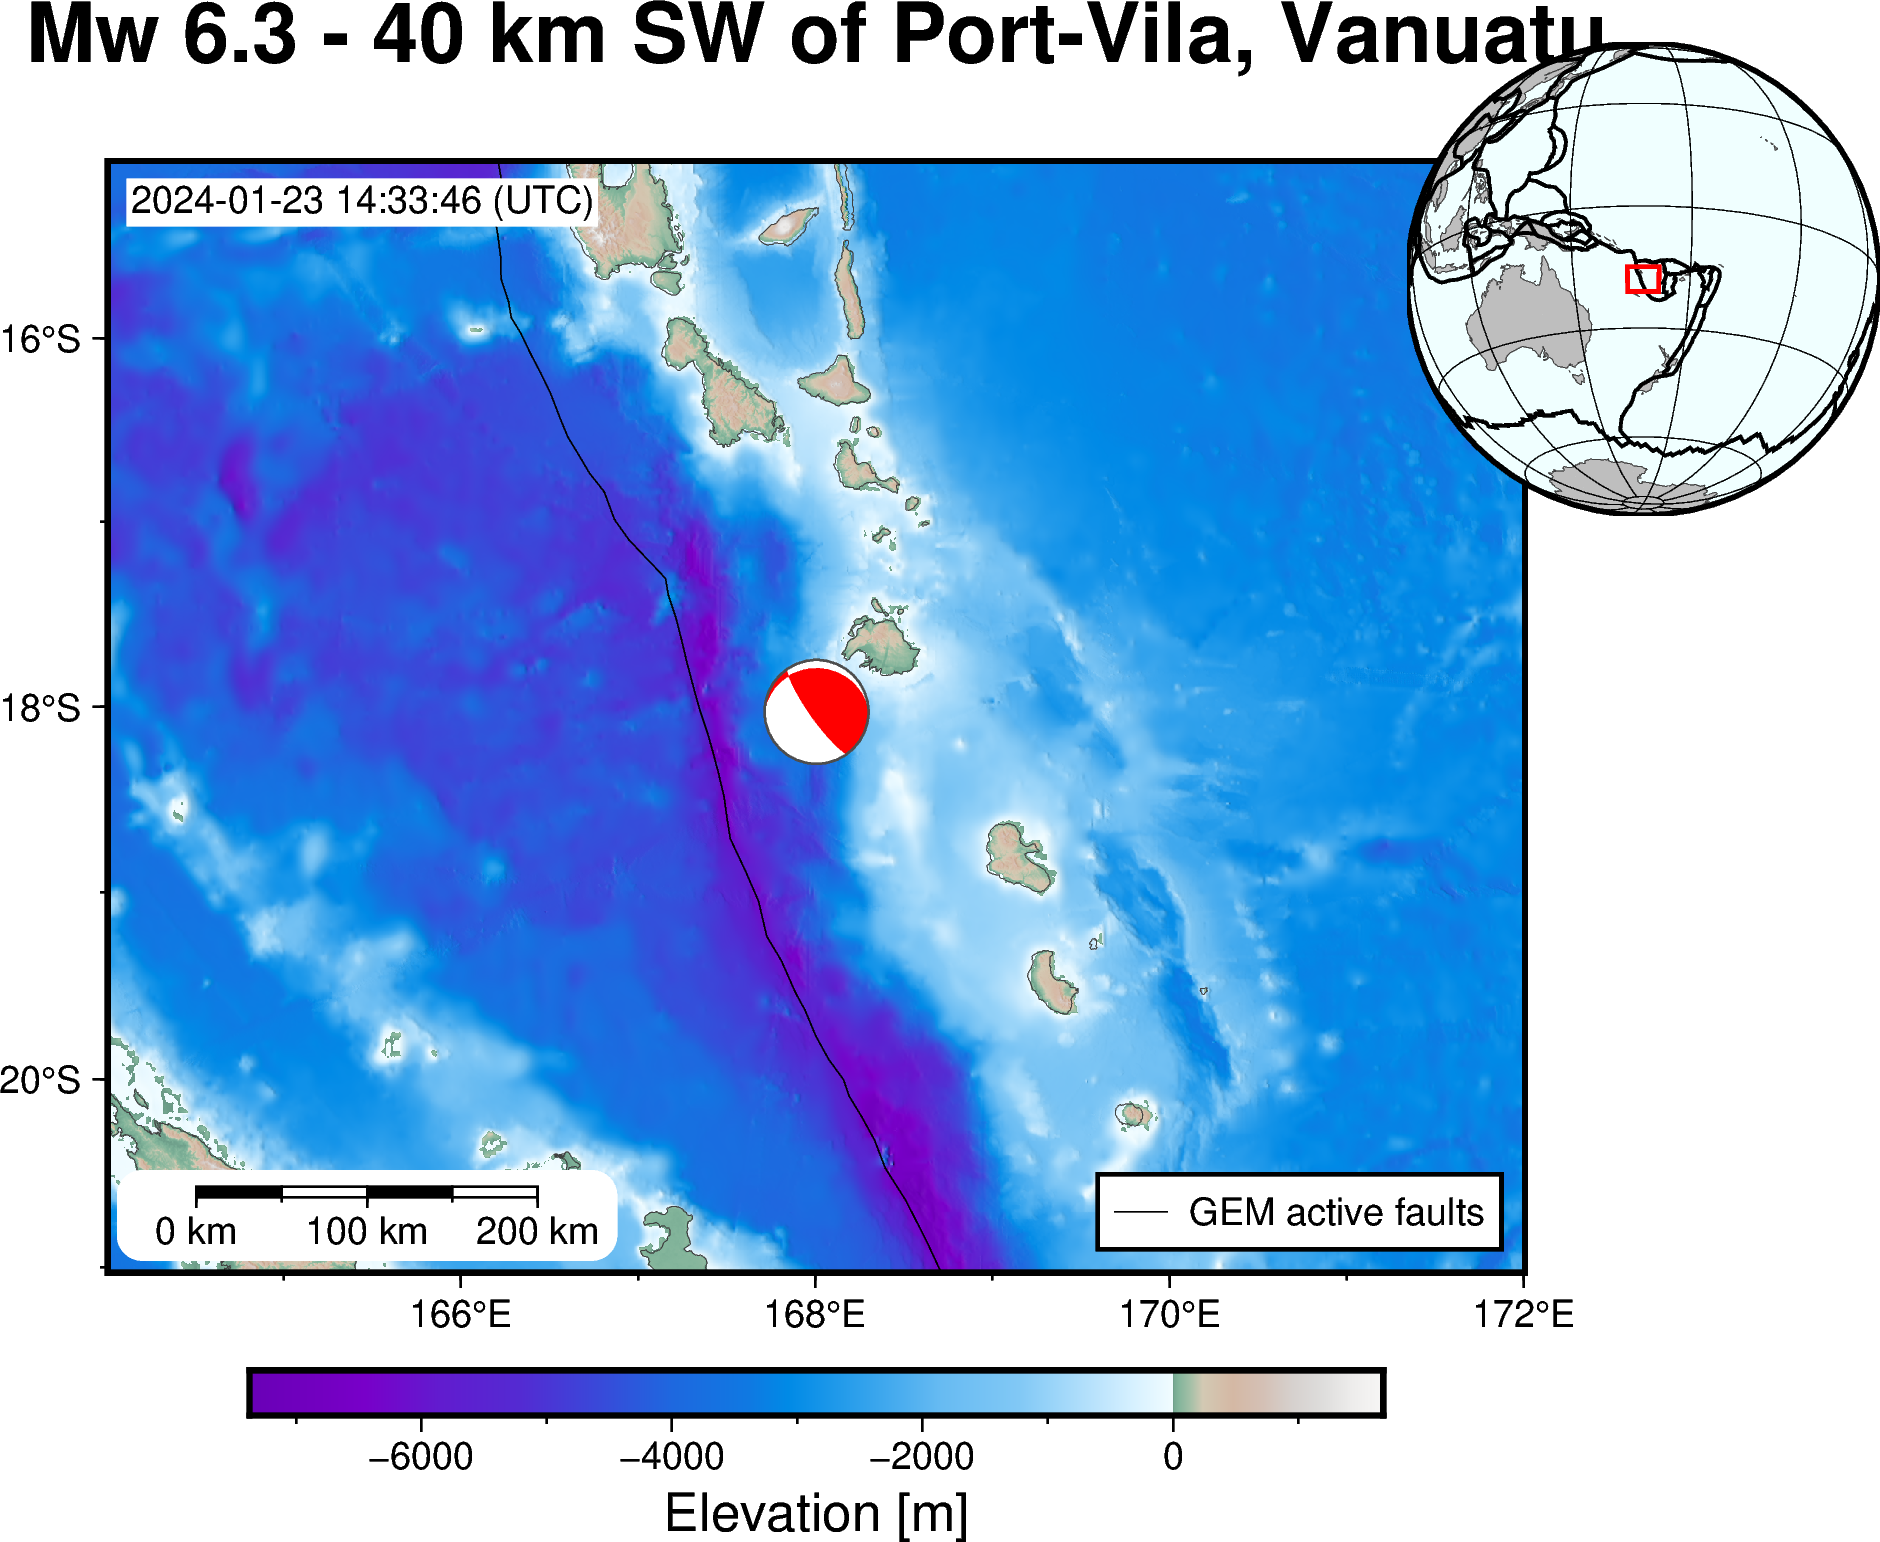 Mw 6.3 - 40 km SW of Port-Vila, Vanuatu
2024-01-23 14:33:46 (UTC)
16°S
18°S
20°S
0 km 100 km 200 km
GEM active faults
166°E 168°E 170°E 172°E
−6000 −4000 −2000 0
Elevation [m]